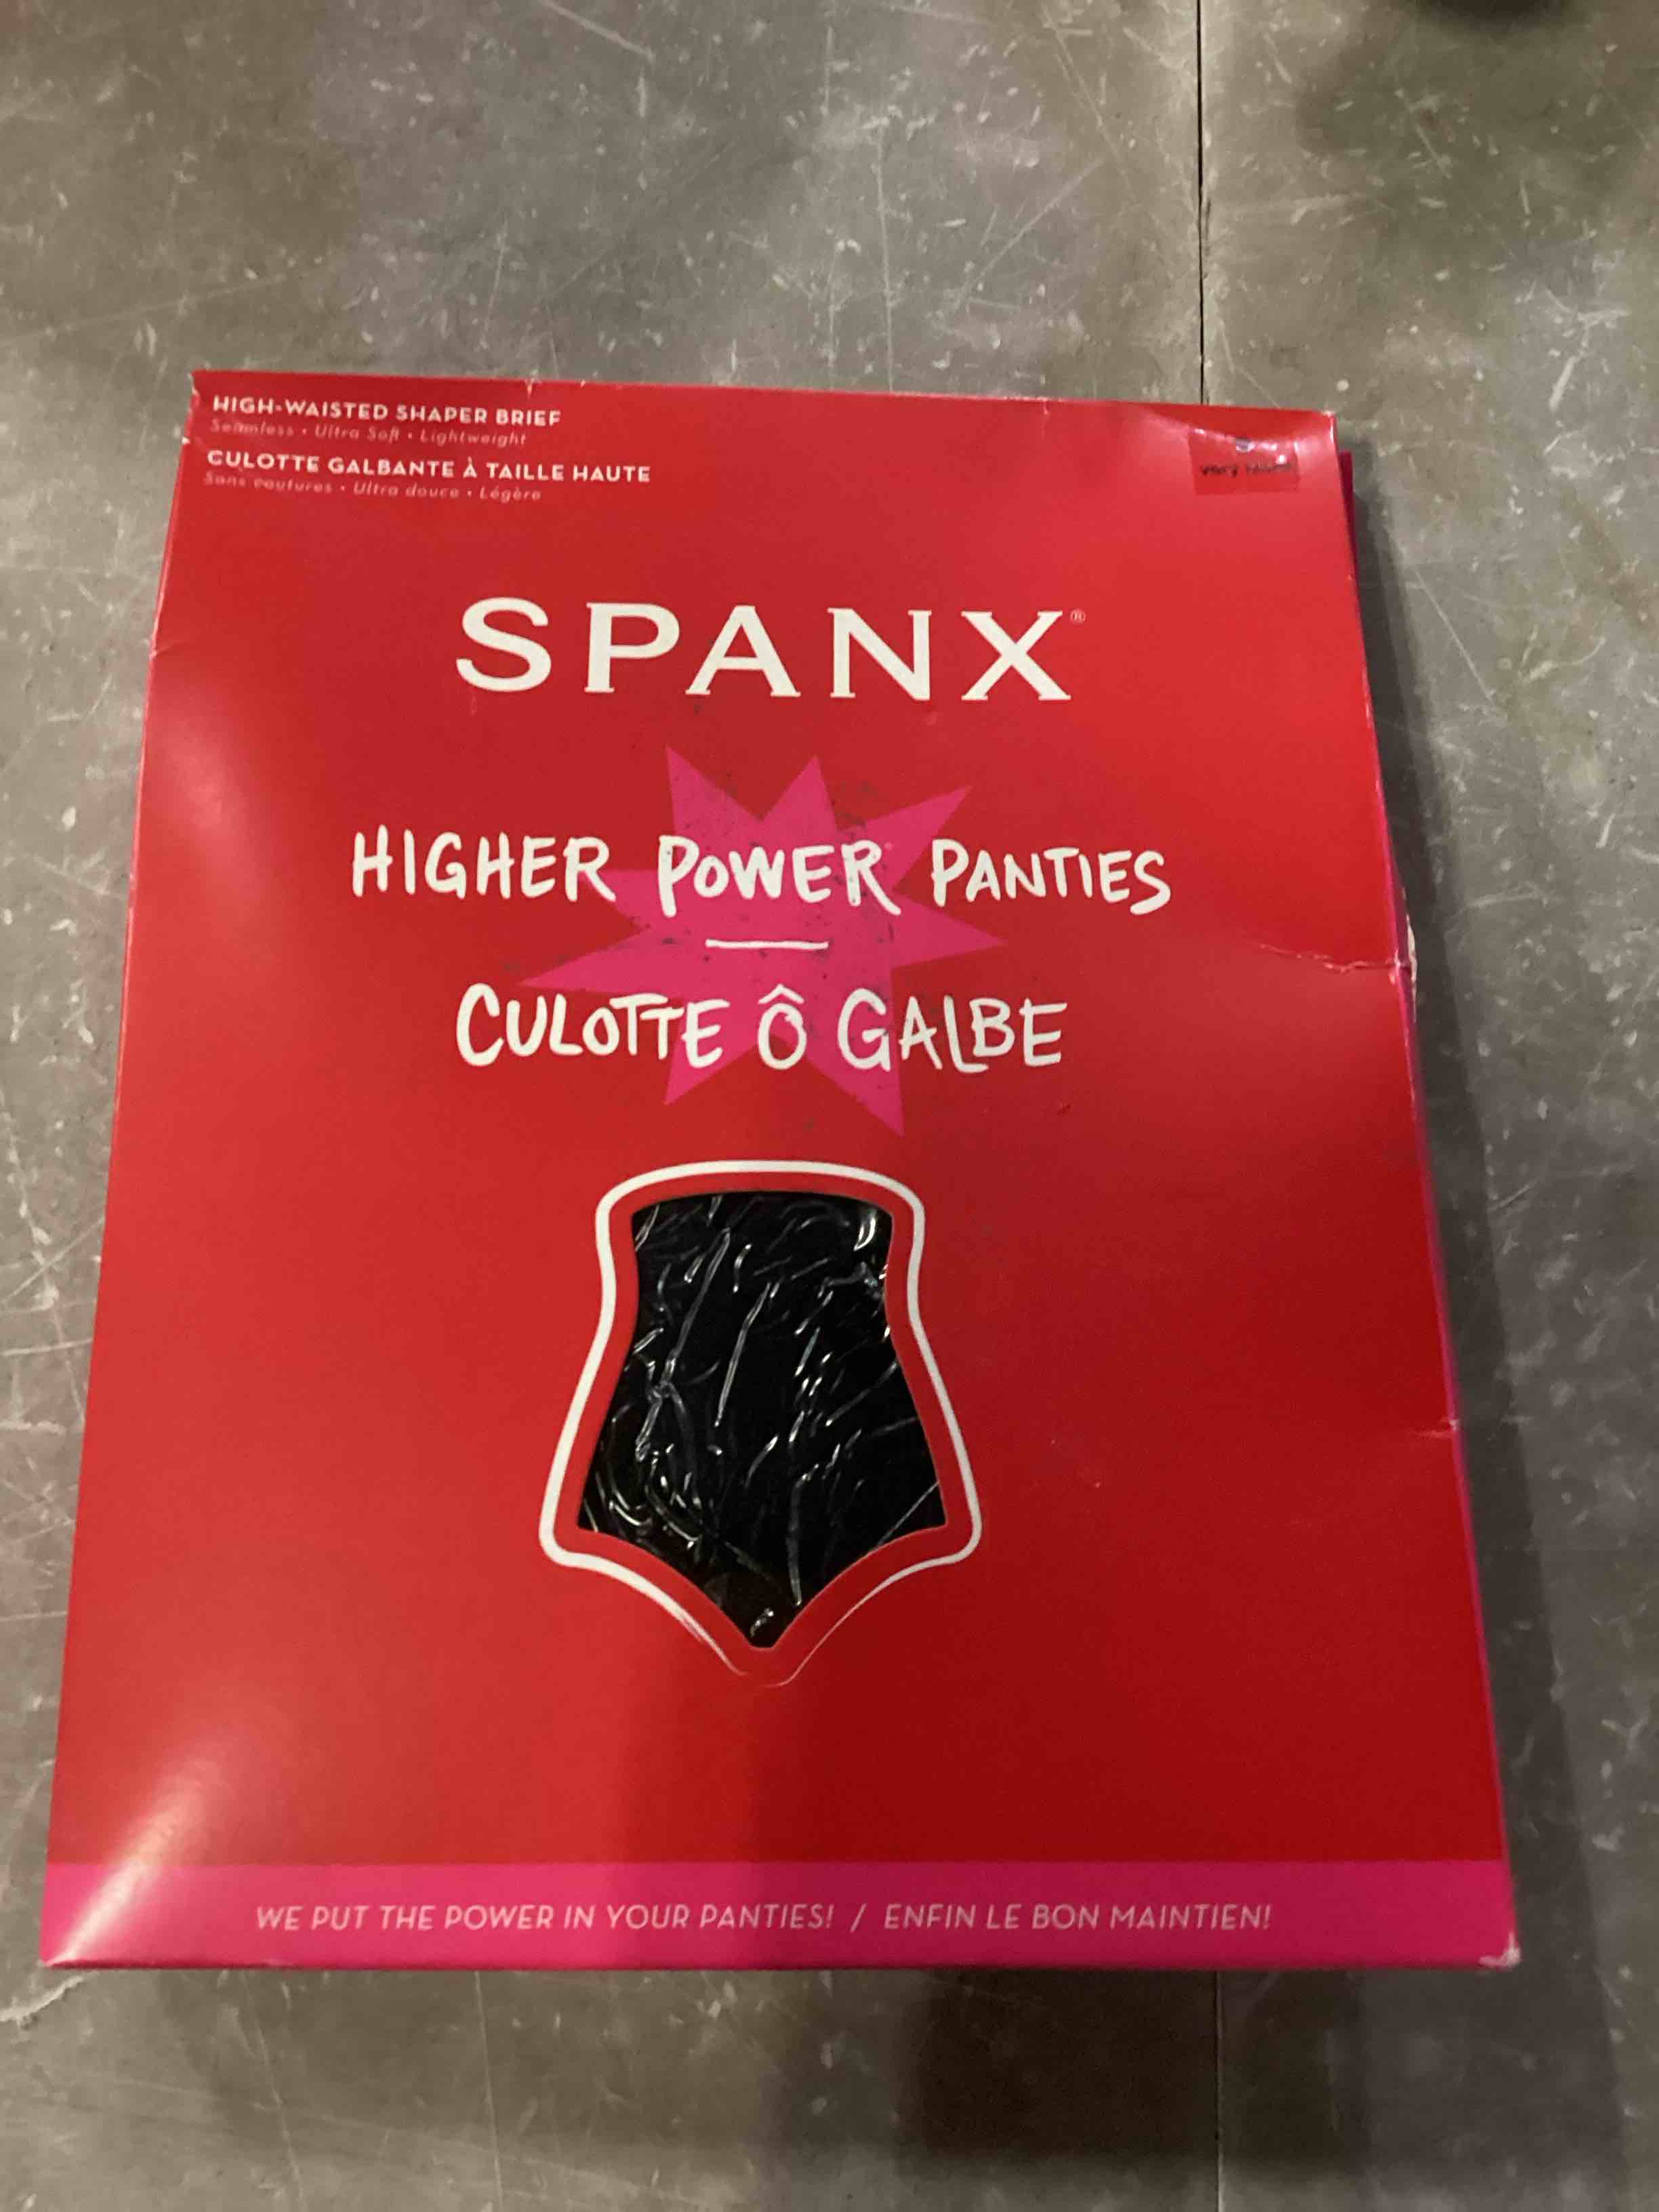 HIGH-WAISTED SHAPER BRIEF
Seamless • Ultra Soft • Lightweight
CULOTTE GALBANTE À TAILLE HAUTE
Sans coutures • Ultra douce • Légère
SPANX®
HIGHER POWER PANTIES
CULOTTE Ô GALBE
WE PUT THE POWER IN YOUR PANTIES! / ENFIN LE BON MAINTIEN!